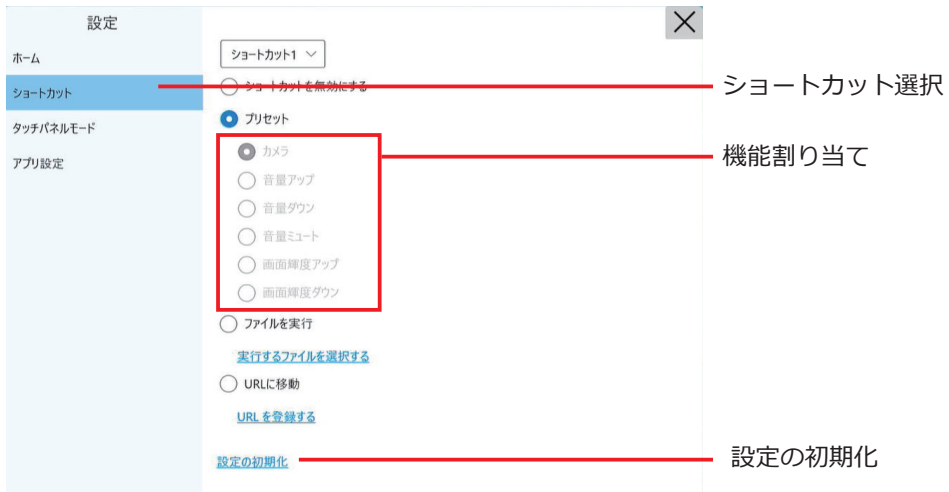 設定
ホーム
ショートカット
タッチパネルモード
アプリ設定
ショートカット1
ショートカットを無効にする
プリセット
カメラ
音量アップ
音量ダウン
音量ミュート
画面輝度アップ
画面輝度ダウン
ファイルを実行
実行するファイルを選択する
URLに移動
URL を登録する
設定の初期化
ショートカット選択
機能割り当て
設定の初期化